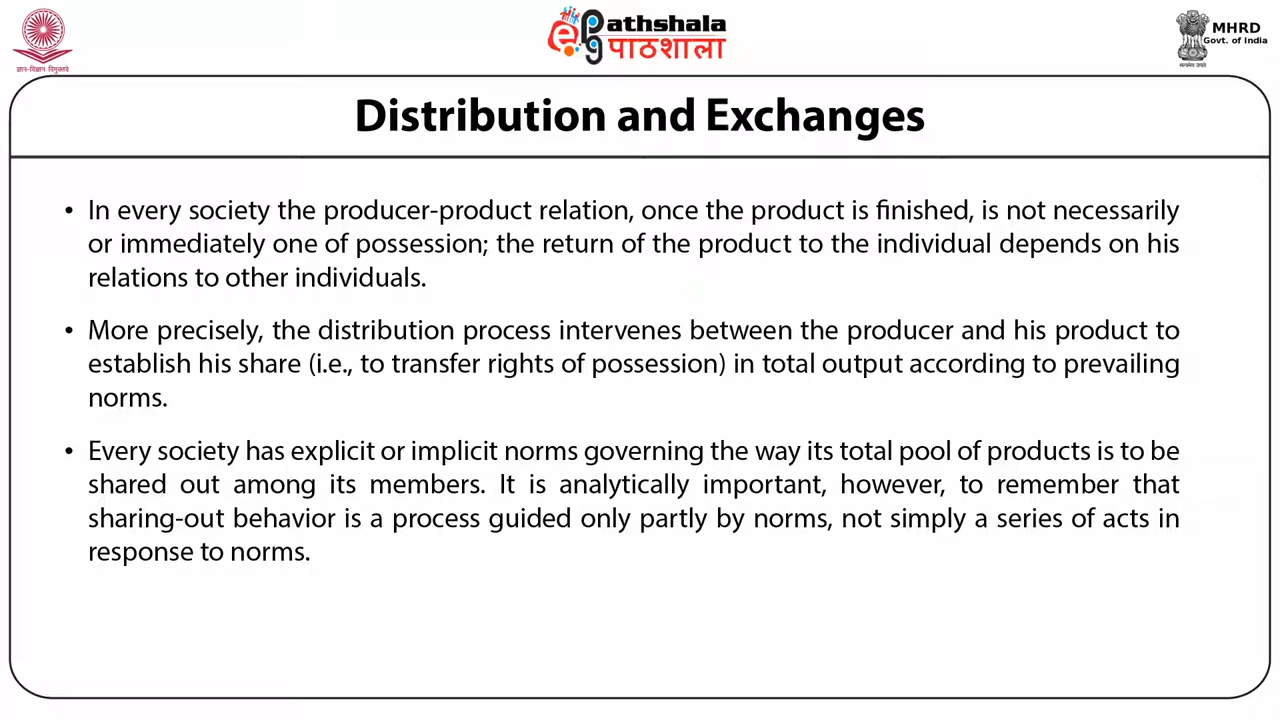 ज्ञान-विज्ञान विमुक्तये
ePathshala
पाठशाला
MHRD
Govt. of India
सत्यमेव जयते
Distribution and Exchanges
• In every society the producer-product relation, once the product is finished, is not necessarily
or immediately one of possession; the return of the product to the individual depends on his
relations to other individuals.
• More precisely, the distribution process intervenes between the producer and his product to
establish his share (i.e., to transfer rights of possession) in total output according to prevailing
norms.
• Every society has explicit or implicit norms governing the way its total pool of products is to be
shared out among its members. It is analytically important, however, to remember that
sharing-out behavior is a process guided only partly by norms, not simply a series of acts in
response to norms.